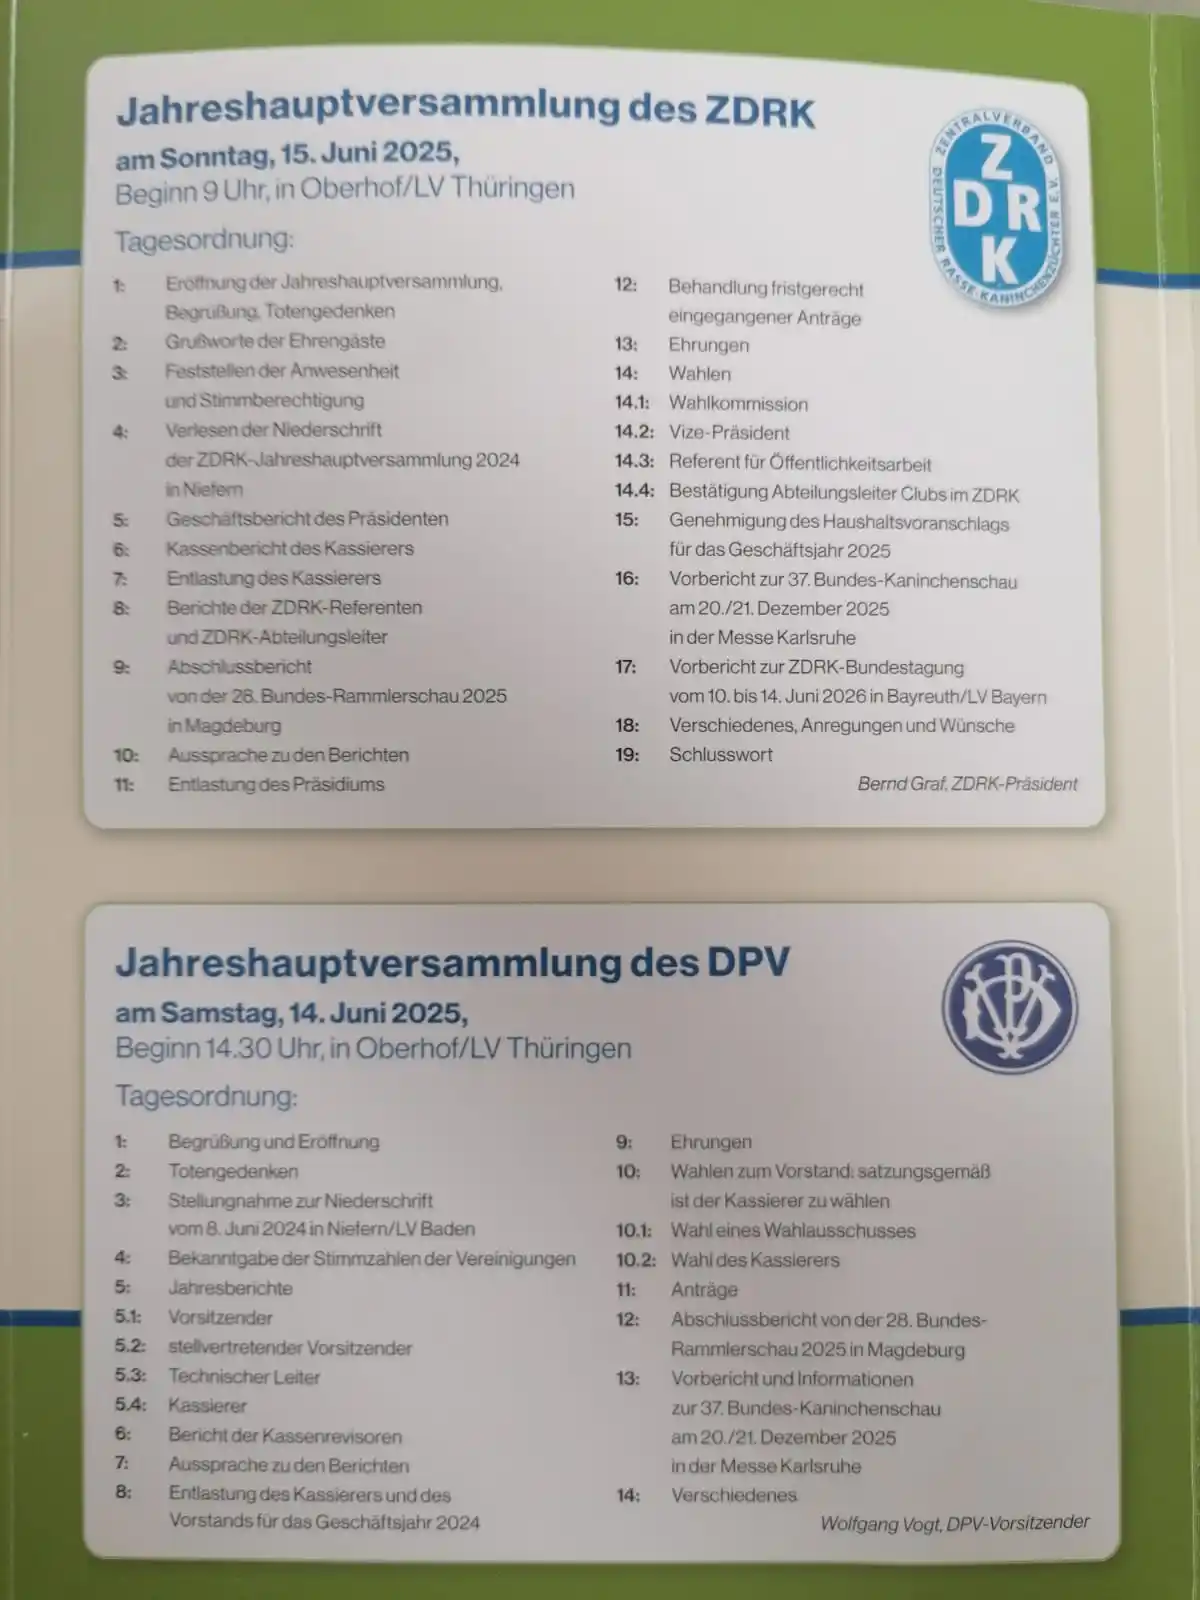 Jahreshauptversammlung des ZDRK
am Sonntag, 15. Juni 2025,
Beginn 9 Uhr, in Oberhof/LV Thüringen
Tagesordnung:
1: Eröffnung der Jahreshauptversammlung,
Begrüßung, Totengedenken
2: Grußworte der Ehrengäste
3: Feststellen der Anwesenheit
und Stimmberechtigung
4: Verlesen der Niederschrift
der ZDRK-Jahreshauptversammlung 2024
in Niefern
5: Geschäftsbericht des Präsidenten
6: Kassenbericht des Kassierers
7: Entlastung des Kassierers
8: Berichte der ZDRK-Referenten
und ZDRK-Abteilungsleiter
9: Abschlussbericht
von der 28. Bundes-Rammlerschau 2025
in Magdeburg
10: Aussprache zu den Berichten
11: Entlastung des Präsidiums
12: Behandlung fristgerecht
eingegangener Anträge
13: Ehrungen
14: Wahlen
14.1: Wahlkommission
14.2: Vize-Präsident
14.3: Referent für Öffentlichkeitsarbeit
14.4: Bestätigung Abteilungsleiter Clubs im ZDRK
15: Genehmigung des Haushaltsvoranschlags
für das Geschäftsjahr 2025
16: Vorbericht zur 37. Bundes-Kaninchenschau
am 20./21. Dezember 2025
in der Messe Karlsruhe
17: Vorbericht zur ZDRK-Bundestagung
vom 10. bis 14. Juni 2026 in Bayreuth/LV Bayern
18: Verschiedenes, Anregungen und Wünsche
19: Schlusswort
Bernd Graf, ZDRK-Präsident
ZENTRALVERBAND
DEUTSCHER RASSE-KANINCHENZÜCHTER E.V.
Z
DR
K
Jahreshauptversammlung des DPV
am Samstag, 14. Juni 2025,
Beginn 14.30 Uhr, in Oberhof/LV Thüringen
Tagesordnung:
1: Begrüßung und Eröffnung
2: Totengedenken
3: Stellungnahme zur Niederschrift
vom 8. Juni 2024 in Niefern/LV Baden
4: Bekanntgabe der Stimmzahlen der Vereinigungen
5: Jahresberichte
5.1: Vorsitzender
5.2: stellvertretender Vorsitzender
5.3: Technischer Leiter
5.4: Kassierer
6: Bericht der Kassenrevisoren
7: Aussprache zu den Berichten
8: Entlastung des Kassierers und des
Vorstands für das Geschäftsjahr 2024
9: Ehrungen
10: Wahlen zum Vorstand: satzungsgemäß
ist der Kassierer zu wählen
10.1: Wahl eines Wahlausschusses
10.2: Wahl des Kassierers
11: Anträge
12: Abschlussbericht von der 28. Bundes-
Rammlerschau 2025 in Magdeburg
13: Vorbericht und Informationen
zur 37. Bundes-Kaninchenschau
am 20./21. Dezember 2025
in der Messe Karlsruhe
14: Verschiedenes
Wolfgang Vogt, DPV-Vorsitzender
DPV